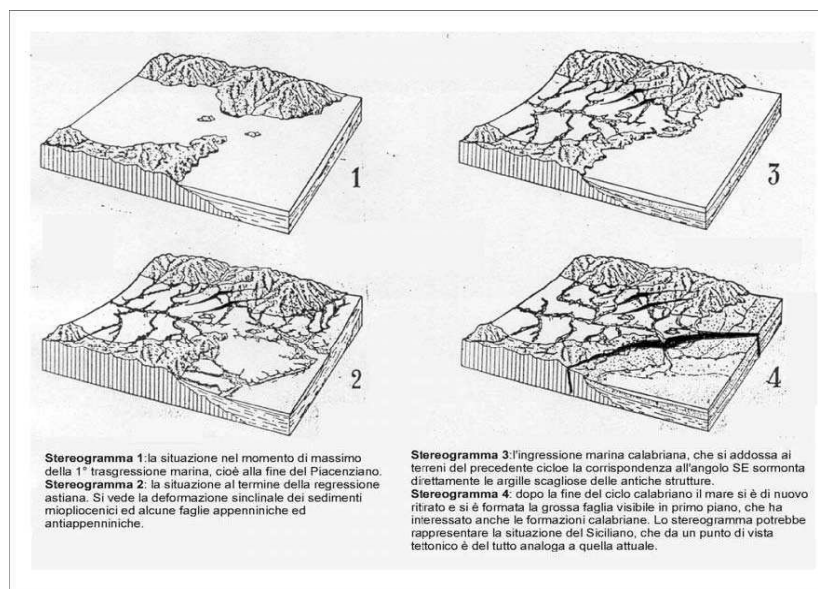 1
3
2
4
Stereogramma 1:la situazione nel momento di massimo
della 1° trasgressione marina, cioè alla fine del Piacenziano.
Stereogramma 2: la situazione al termine della regressione
astiana. Si vede la deformazione sinclinale dei sedimenti
miopliocenici ed alcune faglie appenniniche ed
antiappenniniche.
Stereogramma 3:l'ingressione marina calabriana, che si addossa ai
terreni del precedente cicloe la corrispondenza all'angolo SE sormonta
direttamente le argille scagliose delle antiche strutture.
Stereogramma 4: dopo la fine del ciclo calabriano il mare si è di nuovo
ritirato e si é formata la grossa faglia visibile in primo piano, che ha
interessato anche le formazioni calabriane. Lo stereogramma potrebbe
rappresentare la situazione del Siciliano, che da un punto di vista
tettonico è del tutto analoga a quella attuale.